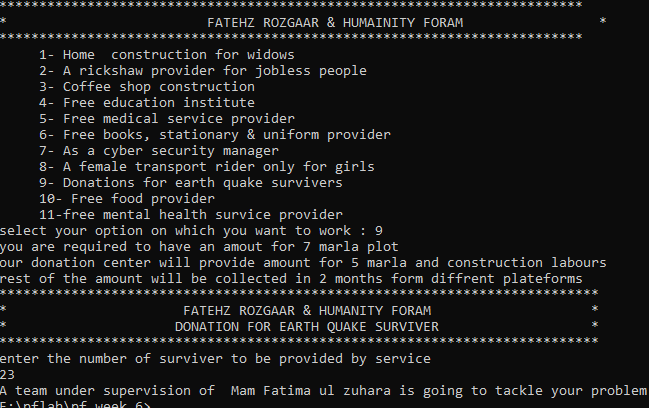 *************************************************************************
* FATEHZ ROZGAAR & HUMAINITY FORAM *
*************************************************************************
1- Home  construction for widows
2- A rickshaw provider for jobless people
3- Coffee shop construction
4- Free education institute
5- Free medical service provider
6- Free books, stationary & uniform provider
7- As a cyber security manager
8- A female transport rider only for girls
9- Donations for earth quake survivers
10- Free food provider
11-free mental health service provider
select your option on which you want to work : 9
you are required to have an amout for 7 marla plot
our donation center will provide amount for 5 marla and construction labours
rest of the amount will be collected in 2 months form diffrent plateforms
***************************************************************************
* FATEHZ ROZGAAR & HUMANITY FORAM *
* DONATION FOR EARTH QUAKE SURVIVER *
***************************************************************************
enter the number of surviver to be provided by service
23
A team under supervision of  Mam Fatima ul zuhara is going to tackle your problem
E:\pflab\pf week 6>